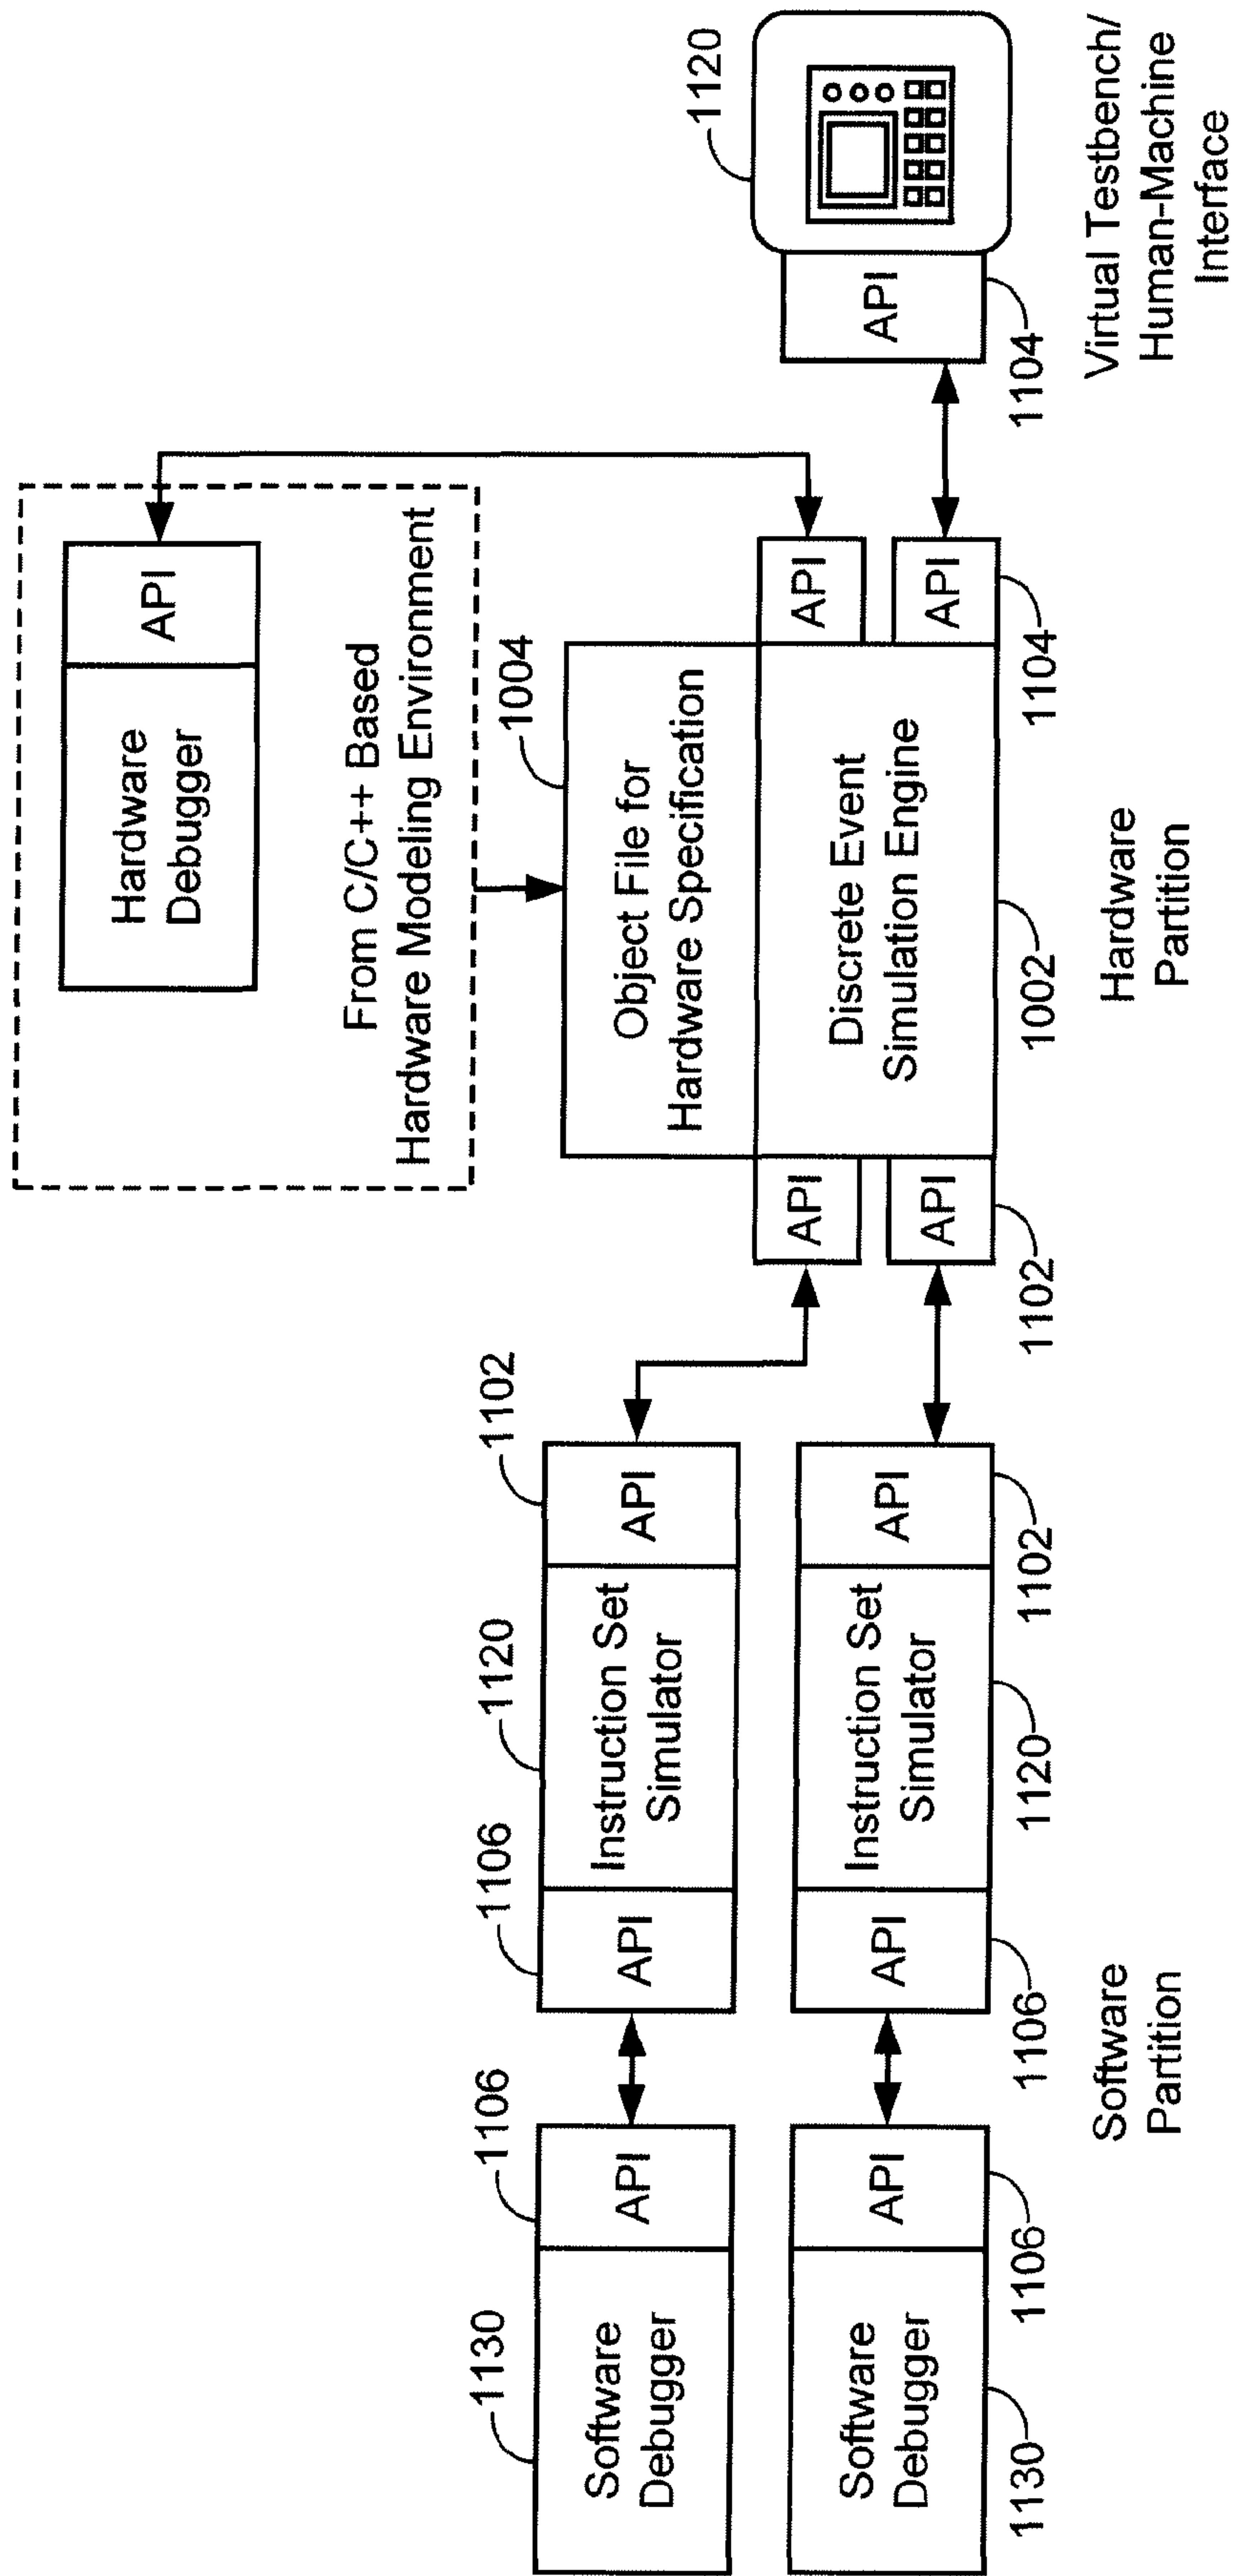 Hardware
Debugger
API
From C/C++ Based
Hardware Modeling Environment
1004
Object File for
Hardware Specification
Discrete Event
Simulation Engine
API
API
API
API
1102
1002
1104
Hardware
Partition
1130
1106
Software
Debugger
API
1106
1120
1102
API
Instruction Set
Simulator
API
Software
Debugger
API
1130
1106
API
Instruction Set
Simulator
API
1106
1120
1102
Software
Partition
1120
API
1104
Virtual Testbench/
Human-Machine
Interface